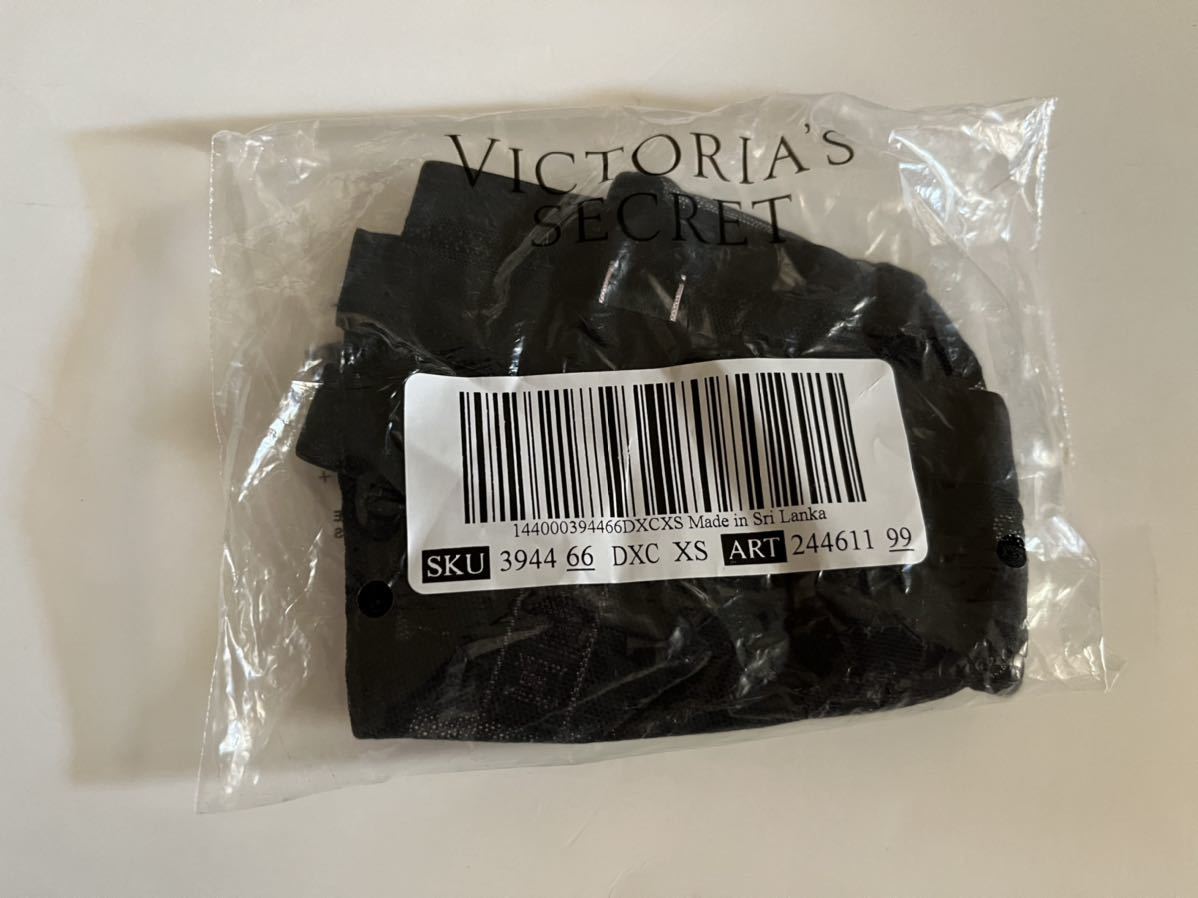 VICTORIA'S
SECRET
144000394466DXCXS Made in Sri Lanka
SKU 3944 66 DXC XS ART 244611 99